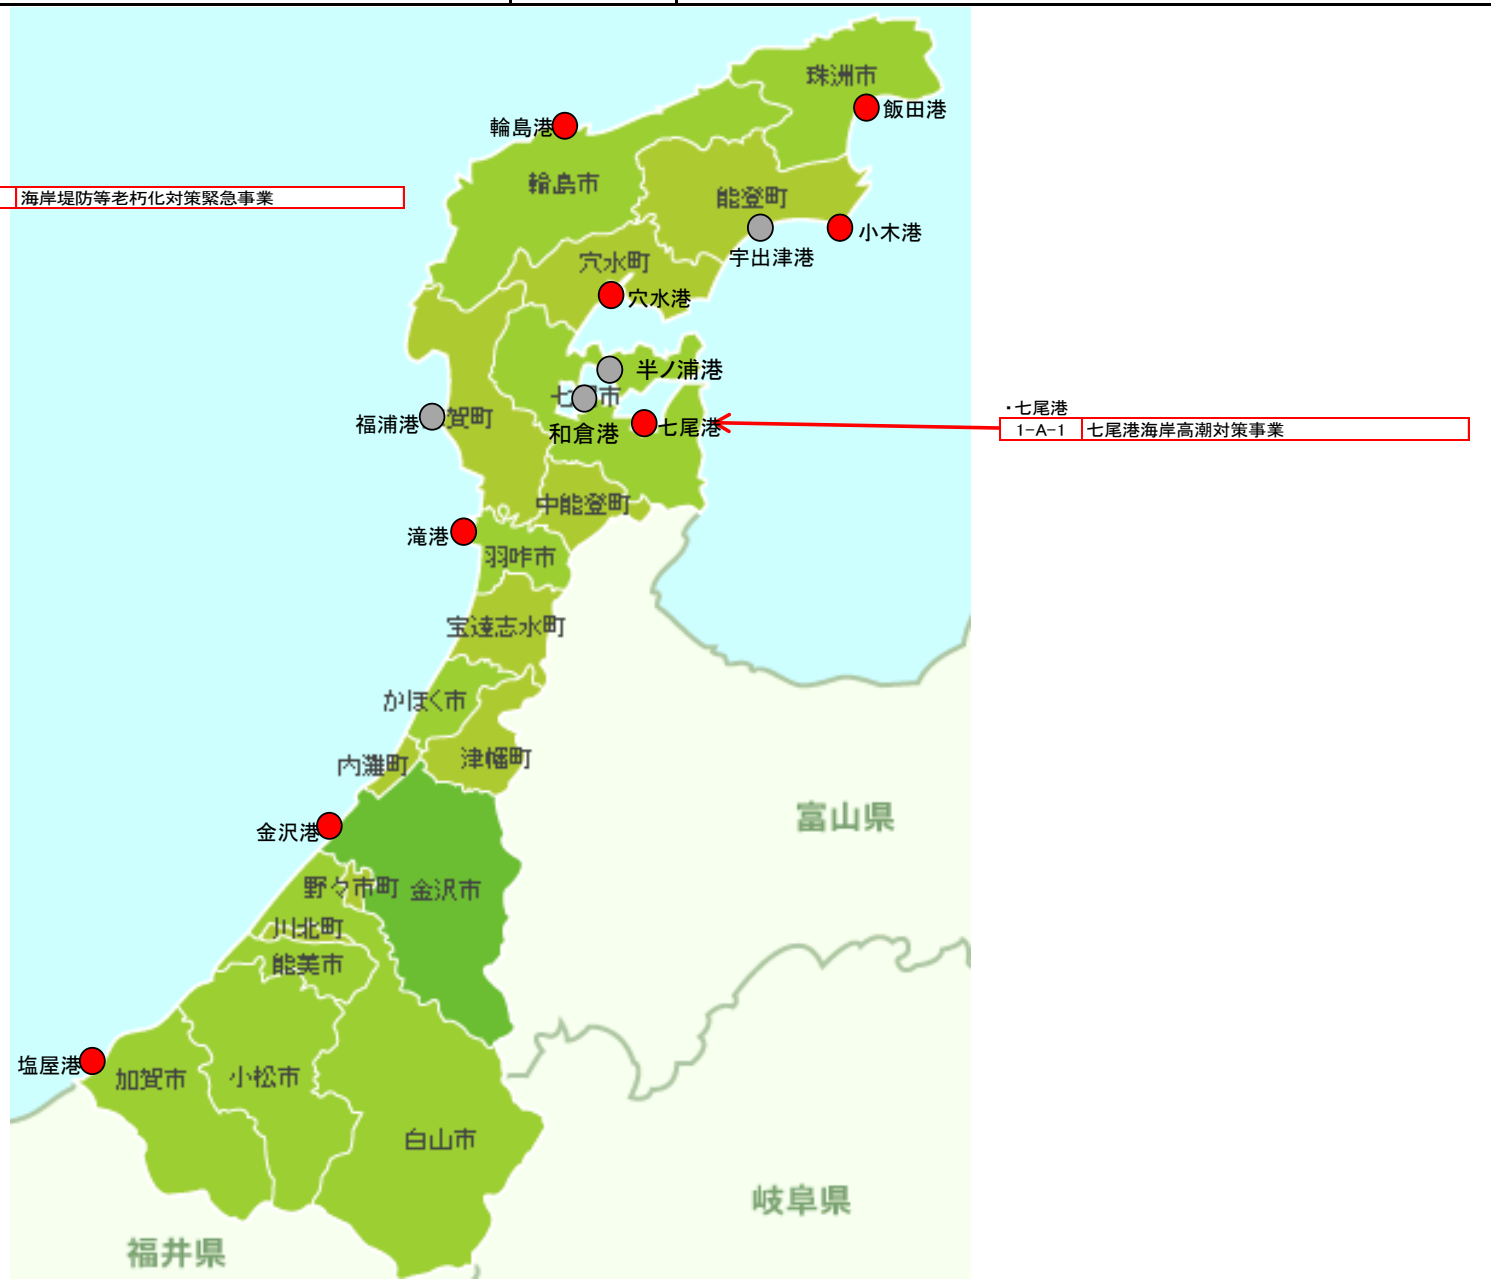 珠洲市
飯田港
輪島港
輪島市
海岸堤防等老朽化対策緊急事業
能登町
小木港
宇出津港
穴水町
穴水港
半ノ浦港
七 市
・七尾港
福浦港
賀町
和倉港
七尾港
1-A-1 七尾港海岸高潮対策事業
中能登町
滝港
羽咋市
宝達志水町
かほく市
内灘町
津幡町
富山県
金沢港
野々市町
金沢市
川北町
能美市
塩屋港
加賀市
小松市
白山市
岐阜県
福井県